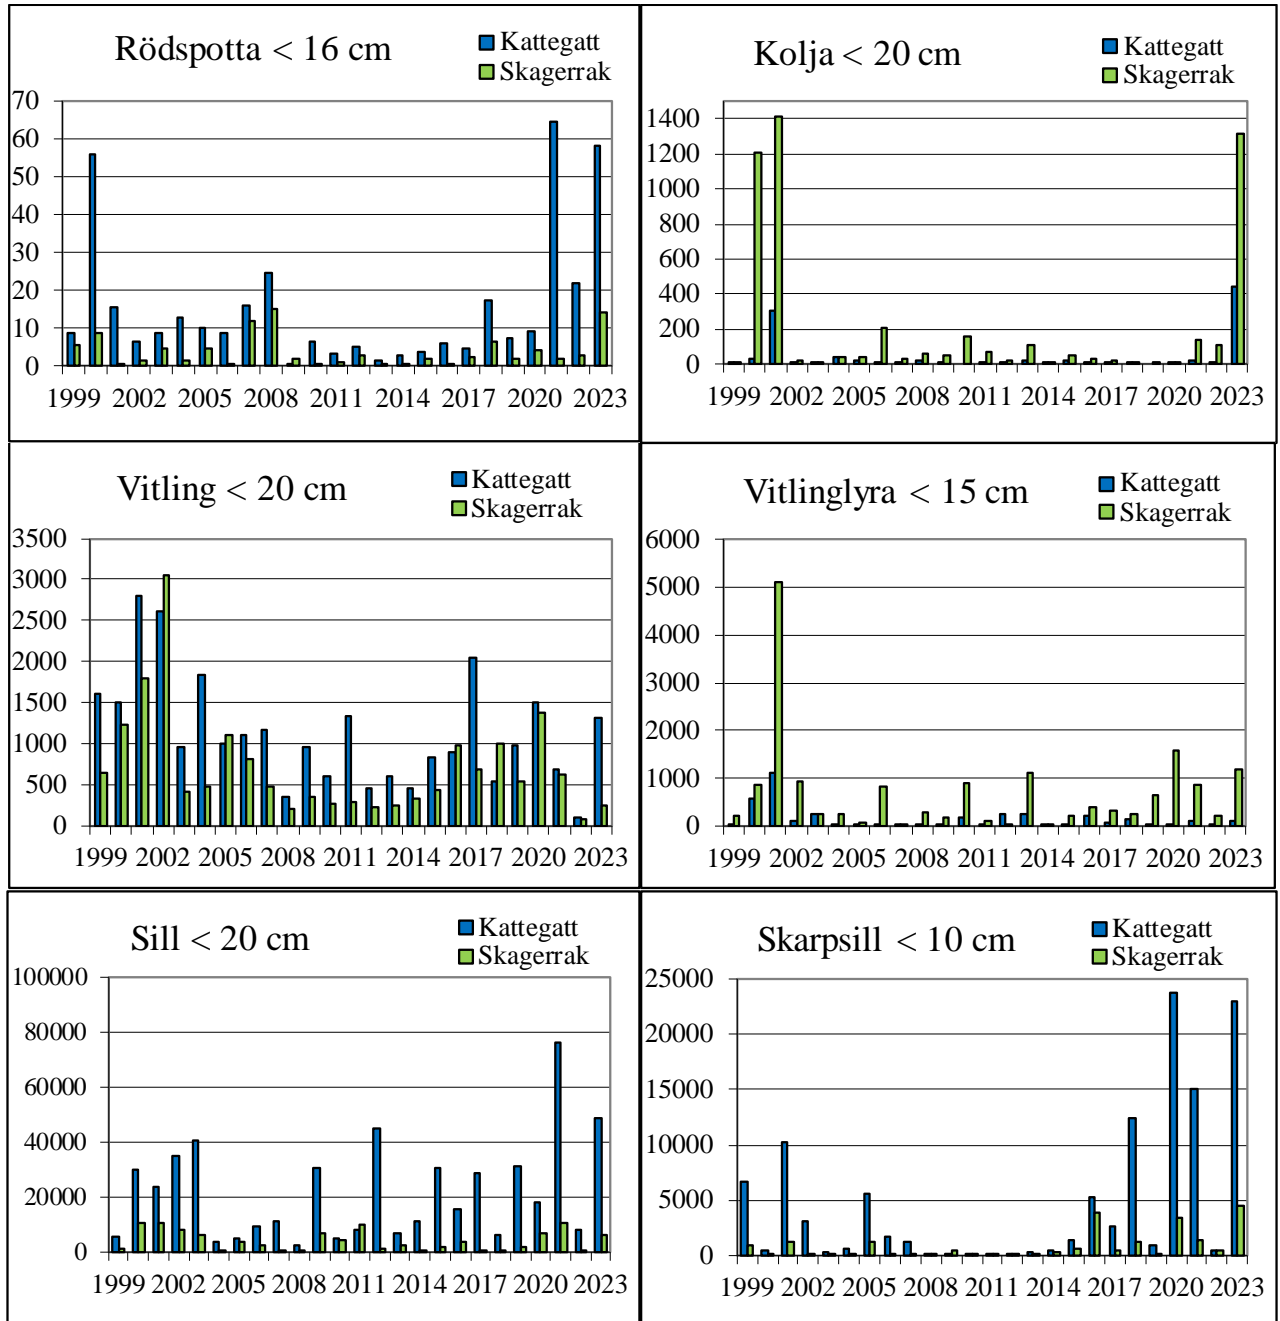 Rödspotta < 16 cm
Kattegatt
Skagerrak
70
60
50
40
30
20
10
0
1999 2002 2005 2008 2011 2014 2017 2020 2023
Kolja < 20 cm
Kattegatt
Skagerrak
1400
1200
1000
800
600
400
200
0
1999 2002 2005 2008 2011 2014 2017 2020 2023
Vitling < 20 cm
Kattegatt
Skagerrak
3500
3000
2500
2000
1500
1000
500
0
1999 2002 2005 2008 2011 2014 2017 2020 2023
Vitlinglyra < 15 cm
Kattegatt
Skagerrak
6000
5000
4000
3000
2000
1000
0
1999 2002 2005 2008 2011 2014 2017 2020 2023
Sill < 20 cm
Kattegatt
Skagerrak
100000
80000
60000
40000
20000
0
1999 2002 2005 2008 2011 2014 2017 2020 2023
Skarpsill < 10 cm
Kattegatt
Skagerrak
25000
20000
15000
10000
5000
0
1999 2002 2005 2008 2011 2014 2017 2020 2023